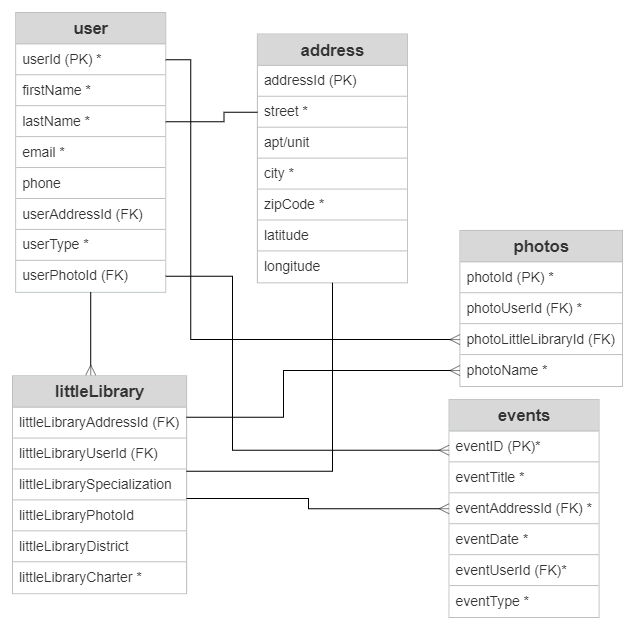 user
userId (PK) *
firstName *
lastName *
email *
phone
userAddressId (FK)
userType *
userPhotoId (FK)
address
addressId (PK)
street *
apt/unit
city *
zipCode *
latitude
longitude
photos
photoId (PK) *
photoUserId (FK) *
photoLittleLibraryId (FK)
photoName *
littleLibrary
littleLibraryAddressId (FK)
littleLibraryUserId (FK)
littleLibrarySpecialization
littleLibraryPhotoId
littleLibraryDistrict
littleLibraryCharter *
events
eventID (PK)*
eventTitle *
eventAddressId (FK) *
eventDate *
eventUserId (FK)*
eventType *